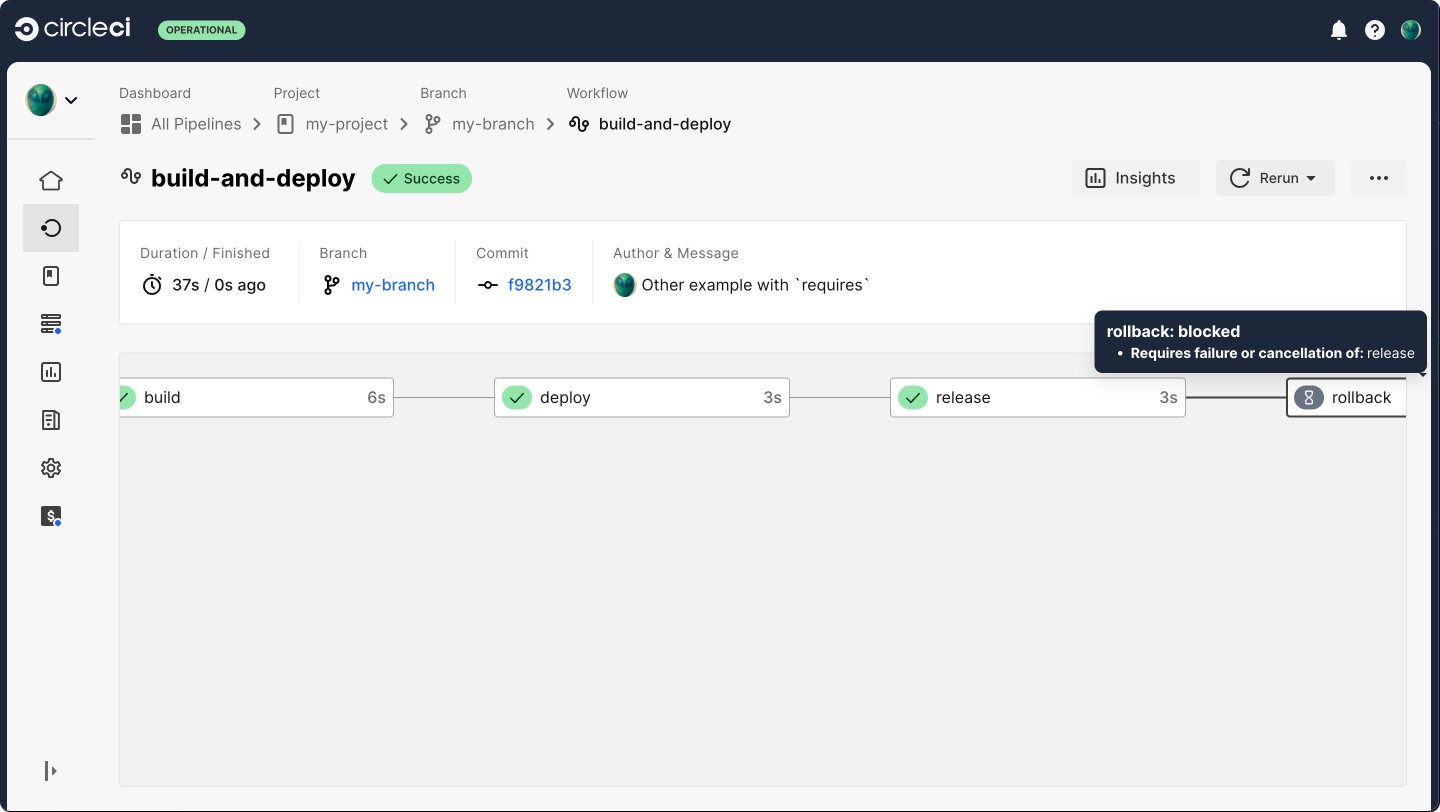 circleci OPERATIONAL
Dashboard Project Branch Workflow
All Pipelines my-project my-branch build-and-deploy
build-and-deploy Success Insights Rerun
Duration / Finished Branch Commit Author & Message
37s / 0s ago my-branch f9821b3 Other example with `requires`
rollback: blocked
• Requires failure or cancellation of: release
build 6s deploy 3s release 3s rollback